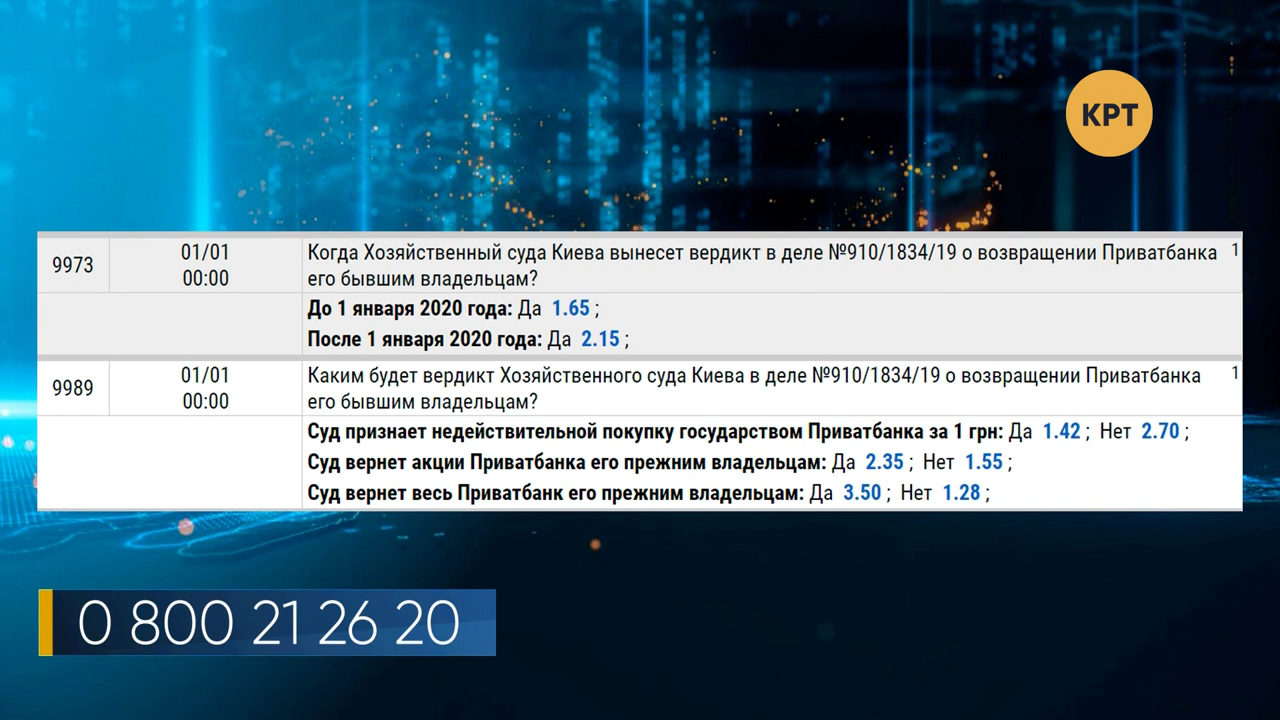 КРТ
9973
01/01
00:00
Когда Хозяйственный суда Киева вынесет вердикт в деле №910/1834/19 о возвращении Приватбанка 1
его бывшим владельцам?
До 1 января 2020 года: Да 1.65 ;
После 1 января 2020 года: Да 2.15 ;
9989
01/01
00:00
Каким будет вердикт Хозяйственного суда Киева в деле №910/1834/19 о возвращении Приватбанка 1
его бывшим владельцам?
Суд признает недействительной покупку государством Приватбанка за 1 грн: Да 1.42 ; Нет 2.70 ;
Суд вернет акции Приватбанка его прежним владельцам: Да 2.35 ; Нет 1.55 ;
Суд вернет весь Приватбанк его прежним владельцам: Да 3.50 ; Нет 1.28 ;
0 800 21 26 20